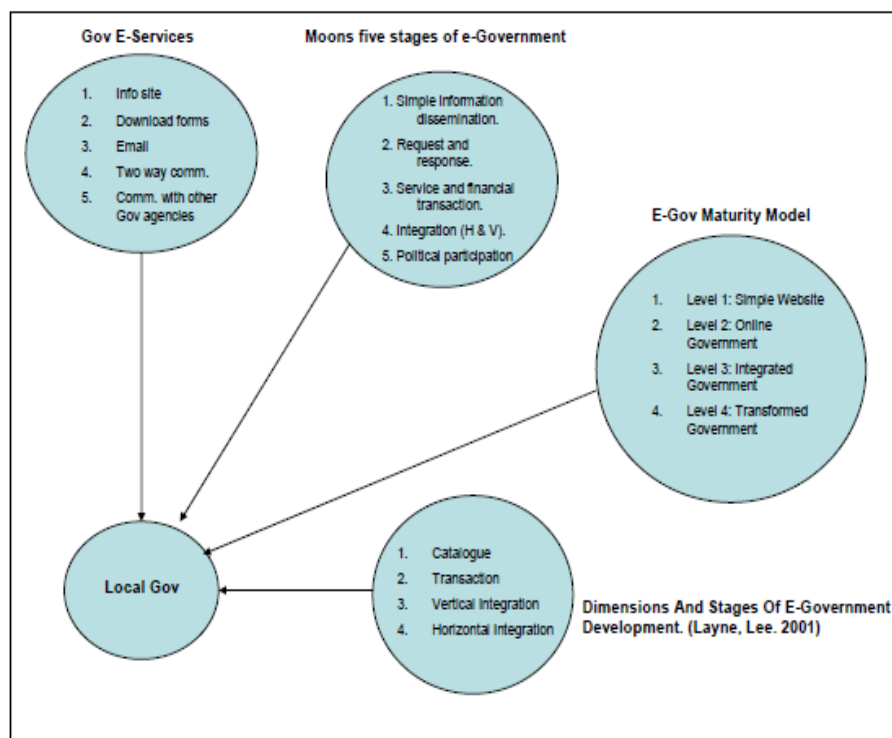 Gov E-Services
Moons five stages of e-Government
1. Info site
2. Download forms
3. Email
4. Two way comm.
5. Comm. with other
Gov agencies
1. Simple information
dissemination.
2. Request and
response.
3. Service and financial
transaction.
4. Integration (H & V).
5. Political participation
E-Gov Maturity Model
1. Level 1: Simple Website
2. Level 2: Online
Government
3. Level 3: Integrated
Government
4. Level 4: Transformed
Government
Local Gov
1. Catalogue
2. Transaction
3. Vertical Integration
4. Horizontal Integration
Dimensions And Stages Of E-Government
Development. (Layne, Lee. 2001)